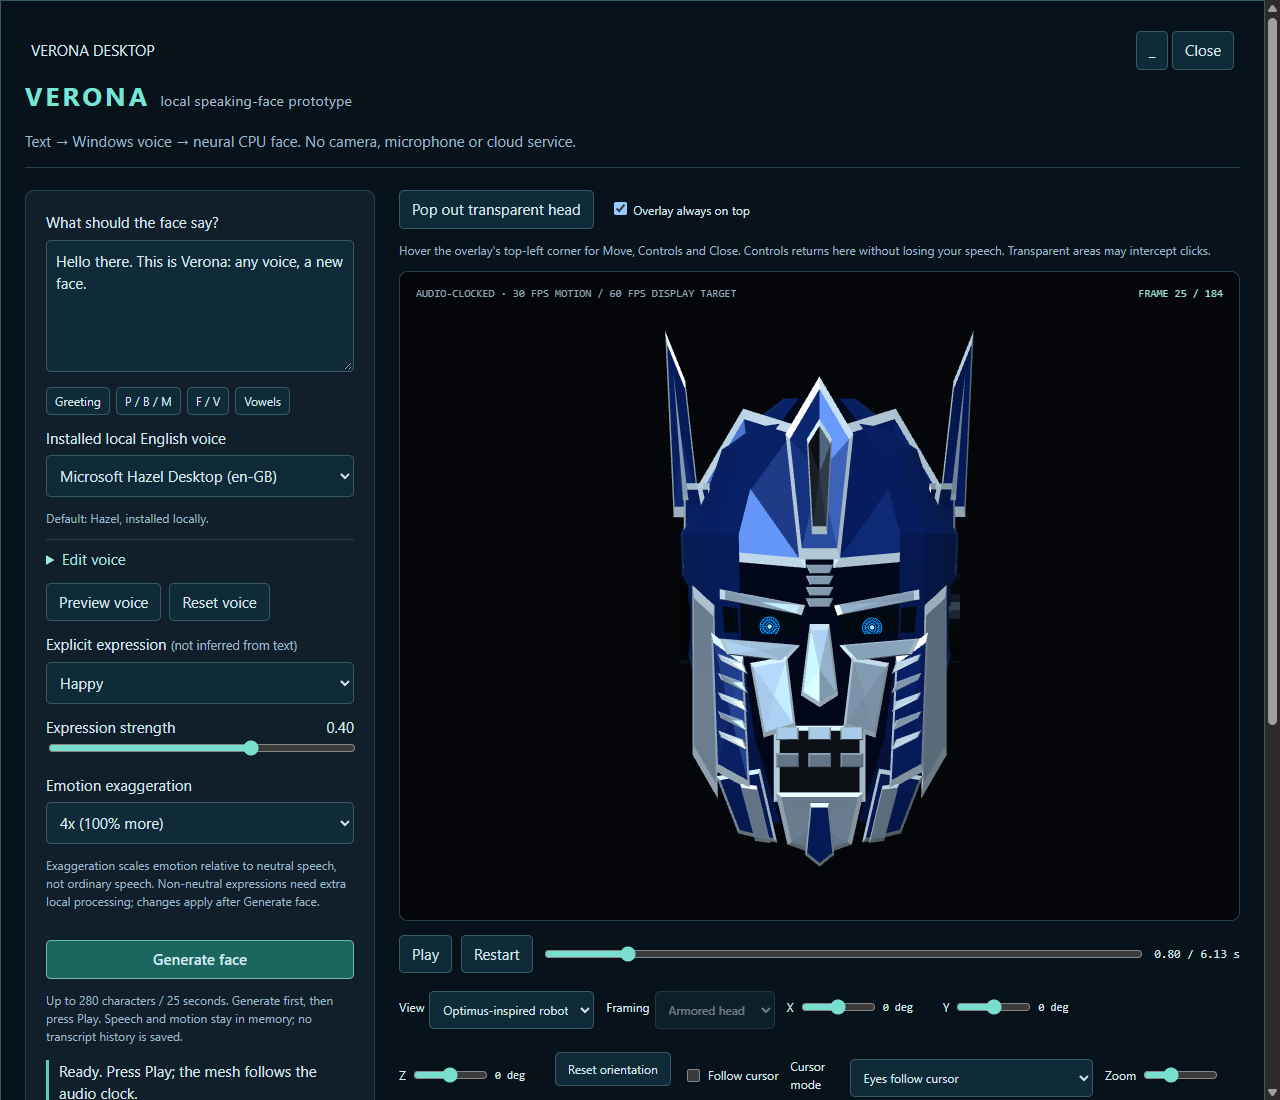 VERONA DESKTOP
_
Close
VERONA local speaking-face prototype
Text → Windows voice → neural CPU face. No camera, microphone or cloud service.
What should the face say?
Hello there. This is Verona: any voice, a new
face.
Greeting
P / B / M
F / V
Vowels
Installed local English voice
Microsoft Hazel Desktop (en-GB)
Default: Hazel, installed locally.
Edit voice
Preview voice
Reset voice
Explicit expression (not inferred from text)
Happy
Expression strength 0.40
Emotion exaggeration
4x (100% more)
Exaggeration scales emotion relative to neutral speech,
not ordinary speech. Non-neutral expressions need extra
local processing; changes apply after Generate face.
Generate face
Up to 280 characters / 25 seconds. Generate first, then
press Play. Speech and motion stay in memory; no
transcript history is saved.
Ready. Press Play; the mesh follows the
audio clock.
Pop out transparent head
Overlay always on top
Hover the overlay's top-left corner for Move, Controls and Close. Controls returns here without losing your speech. Transparent areas may intercept clicks.
AUDIO-CLOCKED · 30 FPS MOTION / 60 FPS DISPLAY TARGET
FRAME 25 / 184
Play
Restart
0.80 / 6.13 s
View
Optimus-inspired robot
Framing
Armored head
X
0 deg
Y
0 deg
Z
0 deg
Reset orientation
Follow cursor
Cursor
mode
Eyes follow cursor
Zoom